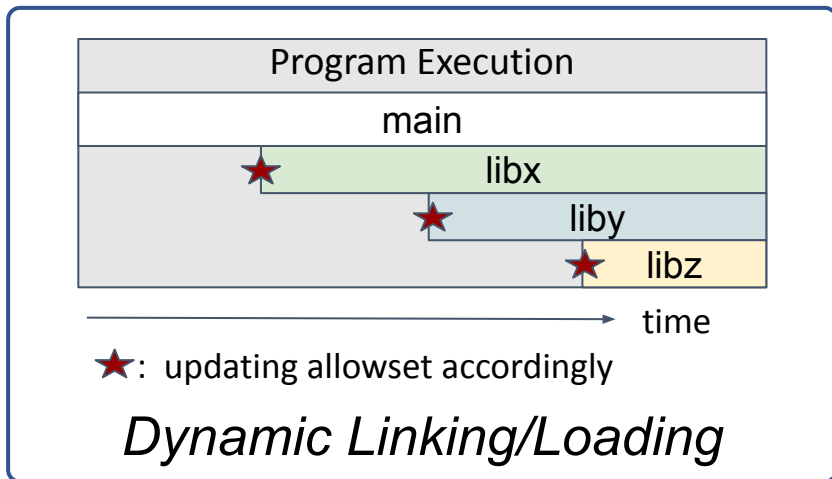 Program Execution
main
libx
liby
libz
time
: updating allowset accordingly
Dynamic Linking/Loading